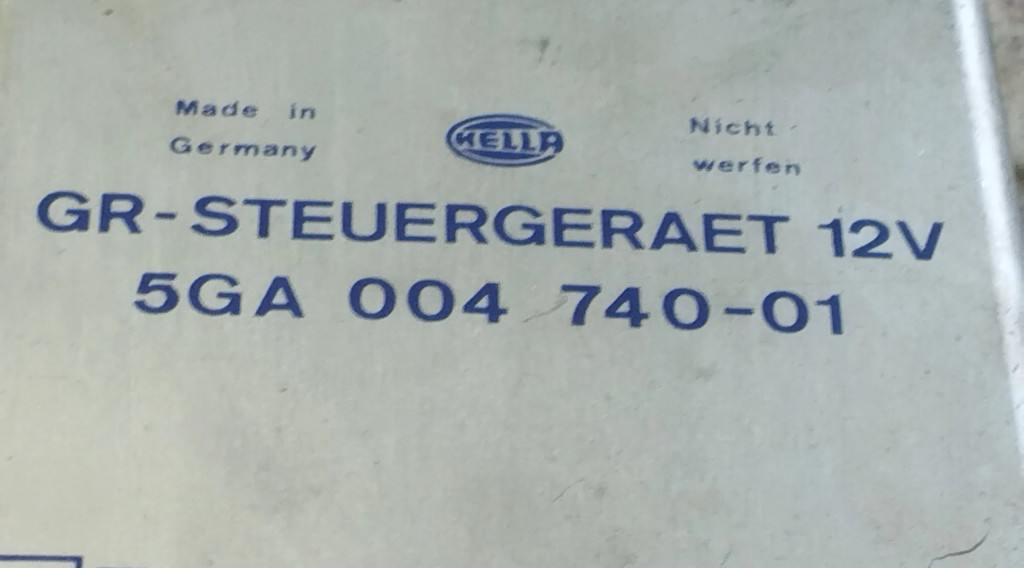 Made in
Germany
HELLA
Nicht
werfen
GR-STEUERGERAET 12V
5GA 004 740-01